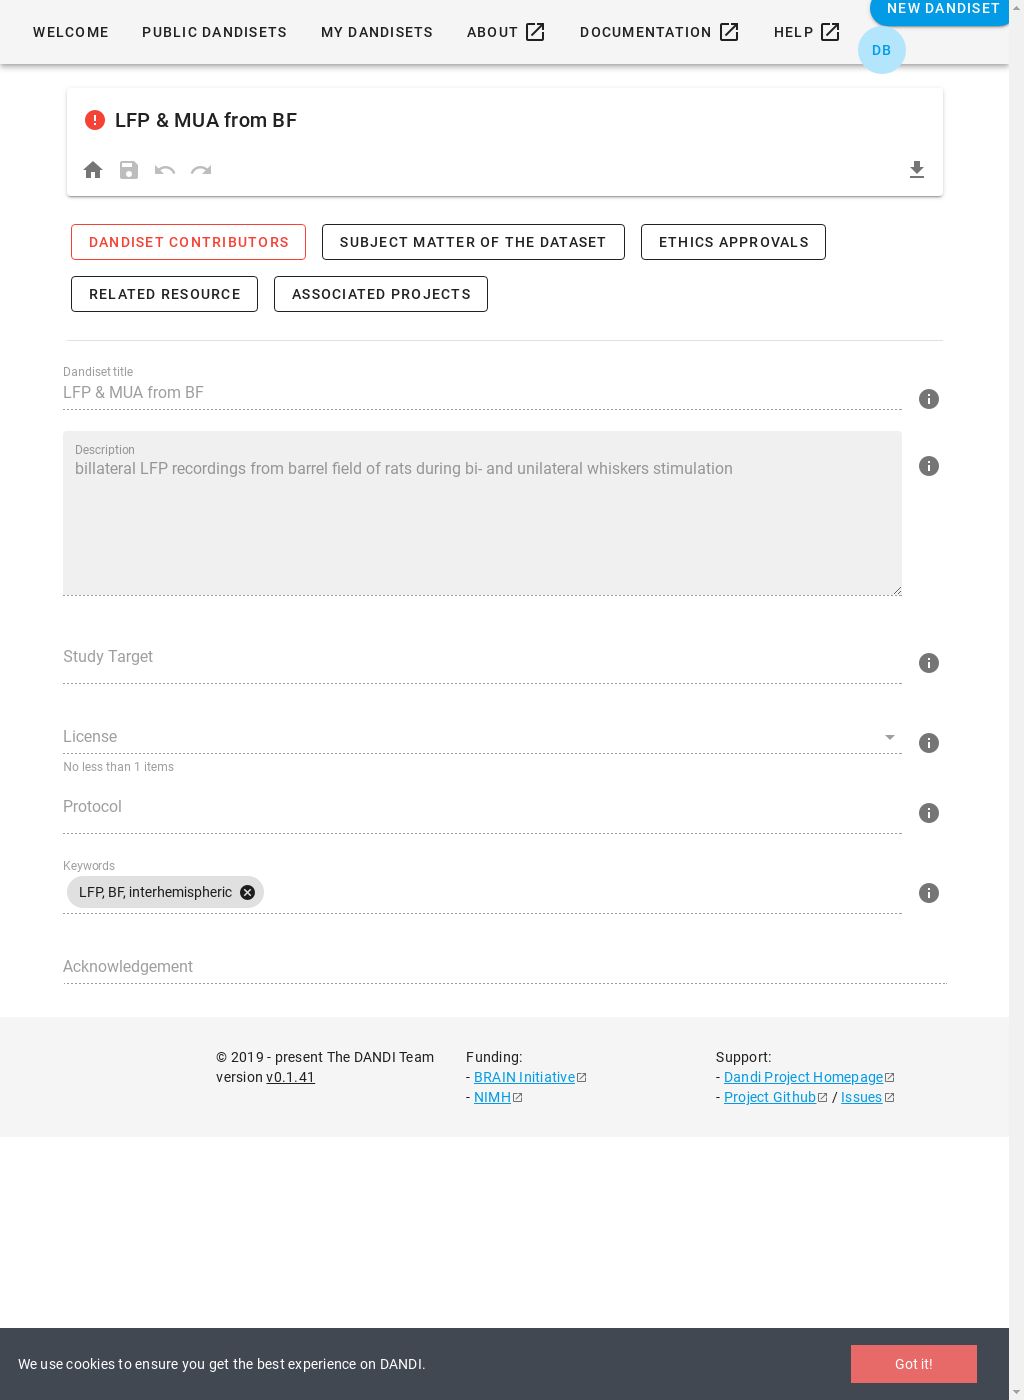 WELCOME PUBLIC DANDISETS MY DANDISETS ABOUT DOCUMENTATION HELP NEW DANDISET
DB
LFP & MUA from BF
DANDISET CONTRIBUTORS SUBJECT MATTER OF THE DATASET ETHICS APPROVALS
RELATED RESOURCE ASSOCIATED PROJECTS
Dandiset title
LFP & MUA from BF
Description
billateral LFP recordings from barrel field of rats during bi- and unilateral whiskers stimulation
Study Target
License
No less than 1 items
Protocol
Keywords
LFP, BF, interhemispheric
Acknowledgement
© 2019 - present The DANDI Team
version v0.1.41
Funding:
- BRAIN Initiative
- NIMH
Support:
- Dandi Project Homepage
- Project Github / Issues
We use cookies to ensure you get the best experience on DANDI.
Got it!